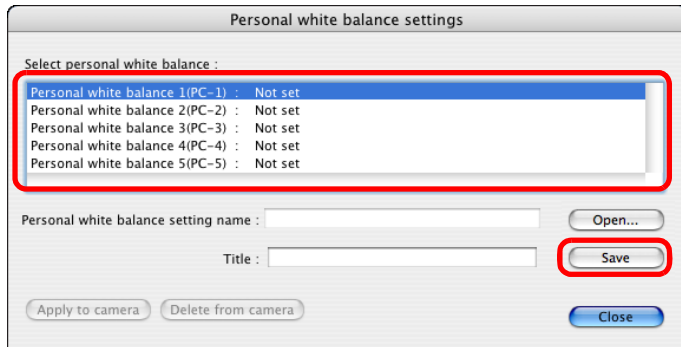 Personal white balance settings
Select personal white balance :
Personal white balance 1(PC-1) : Not set
Personal white balance 2(PC-2) : Not set
Personal white balance 3(PC-3) : Not set
Personal white balance 4(PC-4) : Not set
Personal white balance 5(PC-5) : Not set
Personal white balance setting name : Open...
Title : Save
Apply to camera Delete from camera Close